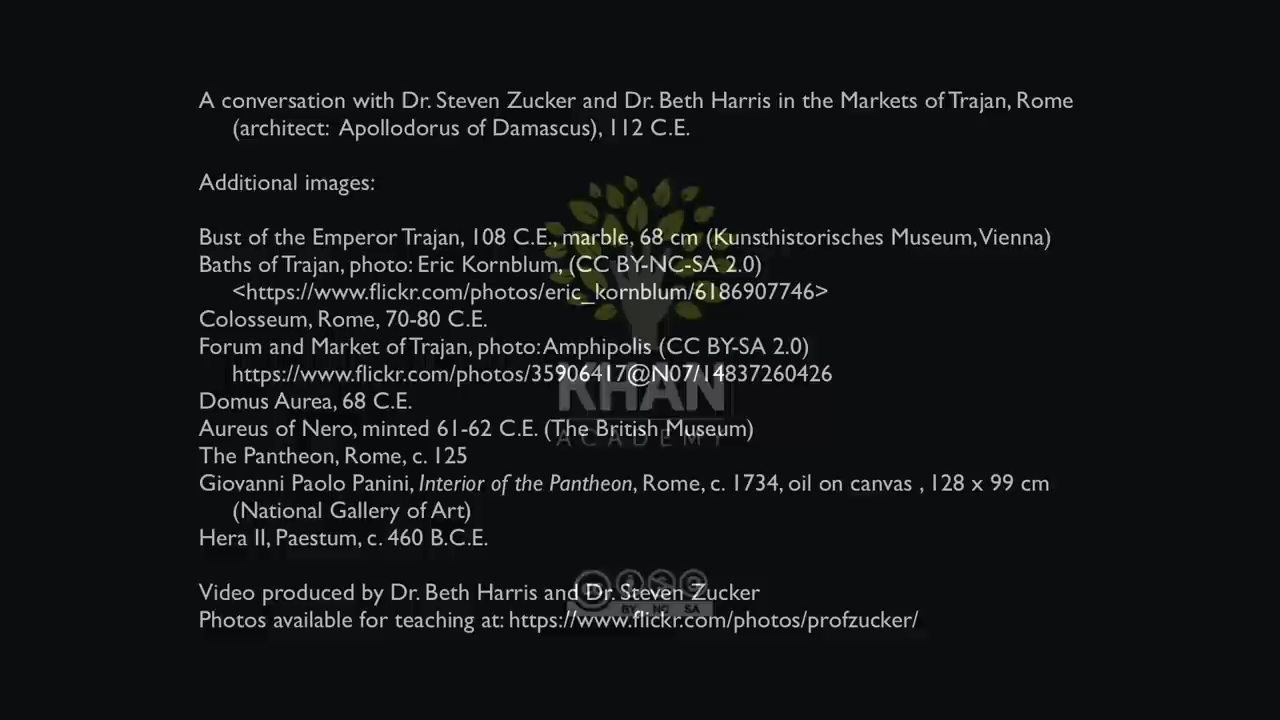 A conversation with Dr. Steven Zucker and Dr. Beth Harris in the Markets of Trajan, Rome
(architect: Apollodorus of Damascus), 112 C.E.
Additional images:
Bust of the Emperor Trajan, 108 C.E., marble, 68 cm (Kunsthistorisches Museum, Vienna)
Baths of Trajan, photo: Eric Kornblum, (CC BY-NC-SA 2.0)
<https://www.flickr.com/photos/eric_kornblum/6186907746>
Colosseum, Rome, 70-80 C.E.
Forum and Market of Trajan, photo: Amphipolis (CC BY-SA 2.0)
https://www.flickr.com/photos/35906417@N07/14837260426
KHAN
Domus Aurea, 68 C.E.
Aureus of Nero, minted 61-62 C.E. (The British Museum)
ACADEMY
The Pantheon, Rome, c. 125
Giovanni Paolo Panini, Interior of the Pantheon, Rome, c. 1734, oil on canvas , 128 x 99 cm
(National Gallery of Art)
Hera II, Paestum, c. 460 B.C.E.
Video produced by Dr. Beth Harris and Dr. Steven Zucker
BY NC SA
Photos available for teaching at: https://www.flickr.com/photos/profzucker/